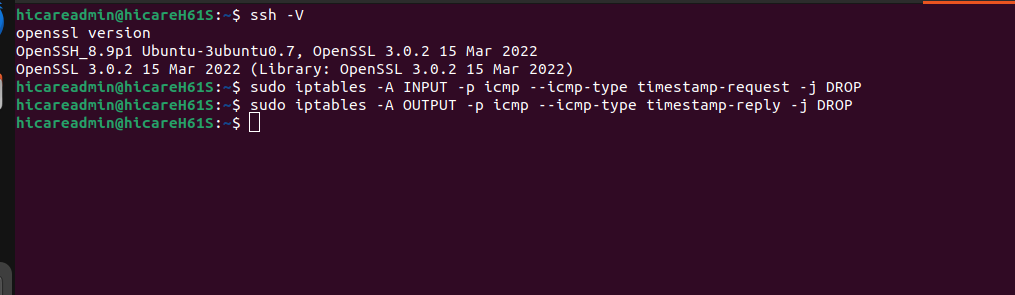 hicareadmin@hicareH61S:~$ ssh -V
openssl version
OpenSSH_8.9p1 Ubuntu-3ubuntu0.7, OpenSSL 3.0.2 15 Mar 2022
OpenSSL 3.0.2 15 Mar 2022 (Library: OpenSSL 3.0.2 15 Mar 2022)
hicareadmin@hicareH61S:~$ sudo iptables -A INPUT -p icmp --icmp-type timestamp-request -j DROP
hicareadmin@hicareH61S:~$ sudo iptables -A OUTPUT -p icmp --icmp-type timestamp-reply -j DROP
hicareadmin@hicareH61S:~$